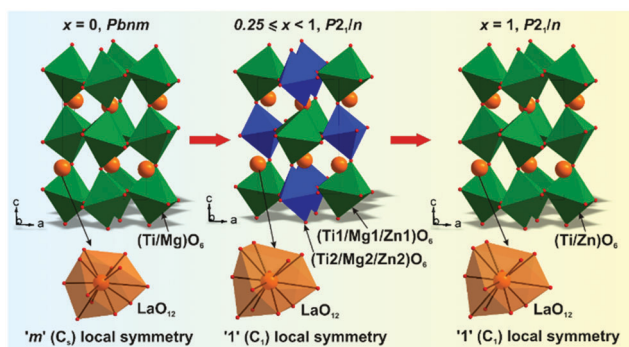 x = 0, Pbnm
0.25 ≤ x < 1, P2₁/n
x = 1, P2₁/n
c
b
a
(Ti/Mg)O₆
c
b
a
(Ti1/Mg1/Zn1)O₆
(Ti2/Mg2/Zn2)O₆
c
b
a
(Ti/Zn)O₆
LaO₁₂
LaO₁₂
LaO₁₂
'm' (Cₛ) local symmetry
'1' (C₁) local symmetry
'1' (C₁) local symmetry